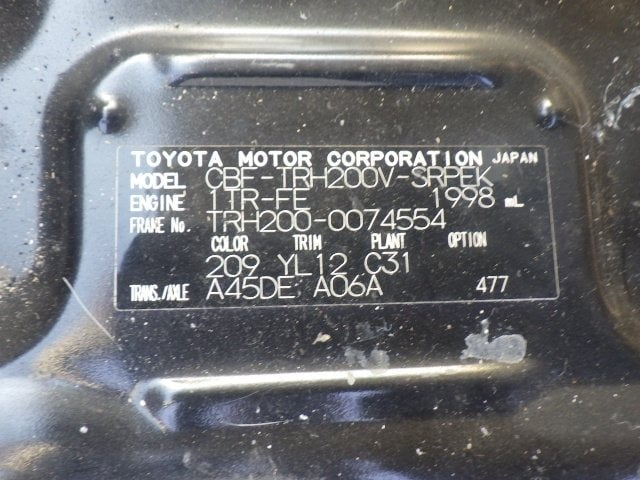 TOYOTA MOTOR CORPORATION JAPAN
MODEL CBF-TRH200V-SRPEK
ENGINE 1TR-FE 1998 mL
FRAME No. TRH200-0074554
COLOR TRIM PLANT OPTION
209 YL12 C31
TRANS./AXLE A45DE A06A 477